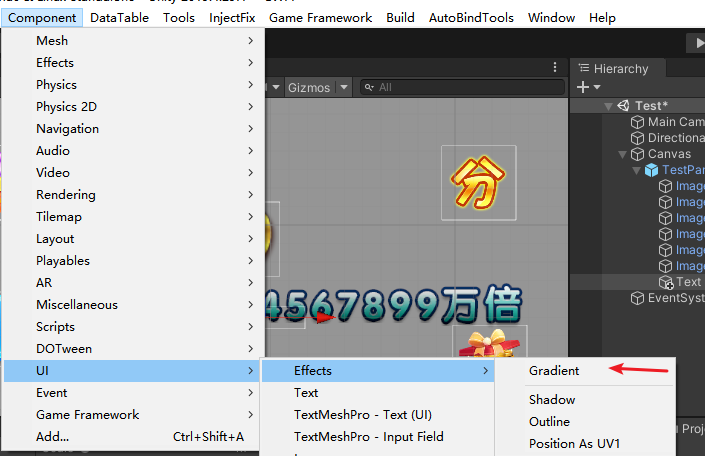 Component DataTable Tools InjectFix Game Framework Build AutoBindTools Window Help
Mesh
Effects
Physics
Physics 2D
Navigation
Audio
Video
Rendering
Tilemap
Layout
Playables
AR
Miscellaneous
Scripts
DOTween
UI
Event
Game Framework
Add... Ctrl+Shift+A
Effects
Text
TextMeshPro - Text (UI)
TextMeshPro - Input Field
Gradient
Shadow
Outline
Position As UV1
Gizmos
All
分
4567899万倍
Hierarchy
Test*
Main Cam
Directiona
Canvas
TestPan
Image
Image
Image
Image
Image
Image
Text
EventSyst
Proj